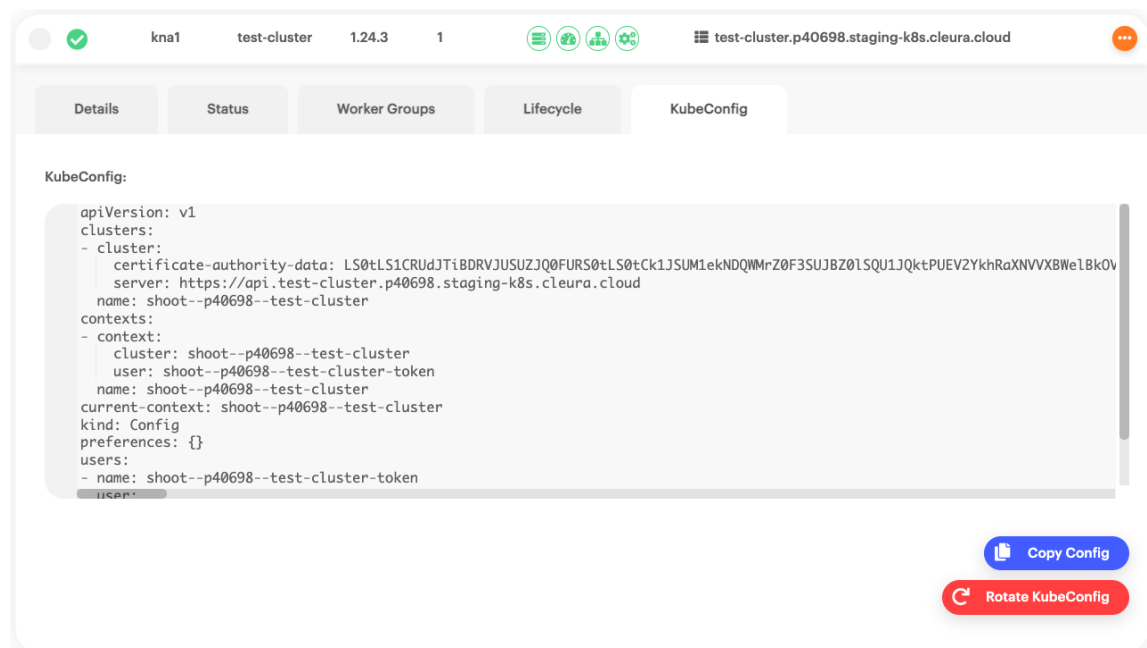 kna1 test-cluster 1.24.3 1 test-cluster.p40698.staging-k8s.cleura.cloud
Details Status Worker Groups Lifecycle KubeConfig
KubeConfig:
apiVersion: v1
clusters:
- cluster:
certificate-authority-data: LS0tLS1CRUdJTiBDRVJUSUZJQ0FURS0tLS0tCk1JSUM1ekNDQWMrZ0F3SUJBZ0lSQU1JQktPUEV2YkhRaXNVVXBWelBkOV
server: https://api.test-cluster.p40698.staging-k8s.cleura.cloud
name: shoot--p40698--test-cluster
contexts:
- context:
cluster: shoot--p40698--test-cluster
user: shoot--p40698--test-cluster-token
name: shoot--p40698--test-cluster
current-context: shoot--p40698--test-cluster
kind: Config
preferences: {}
users:
- name: shoot--p40698--test-cluster-token
user:
Copy Config
Rotate KubeConfig